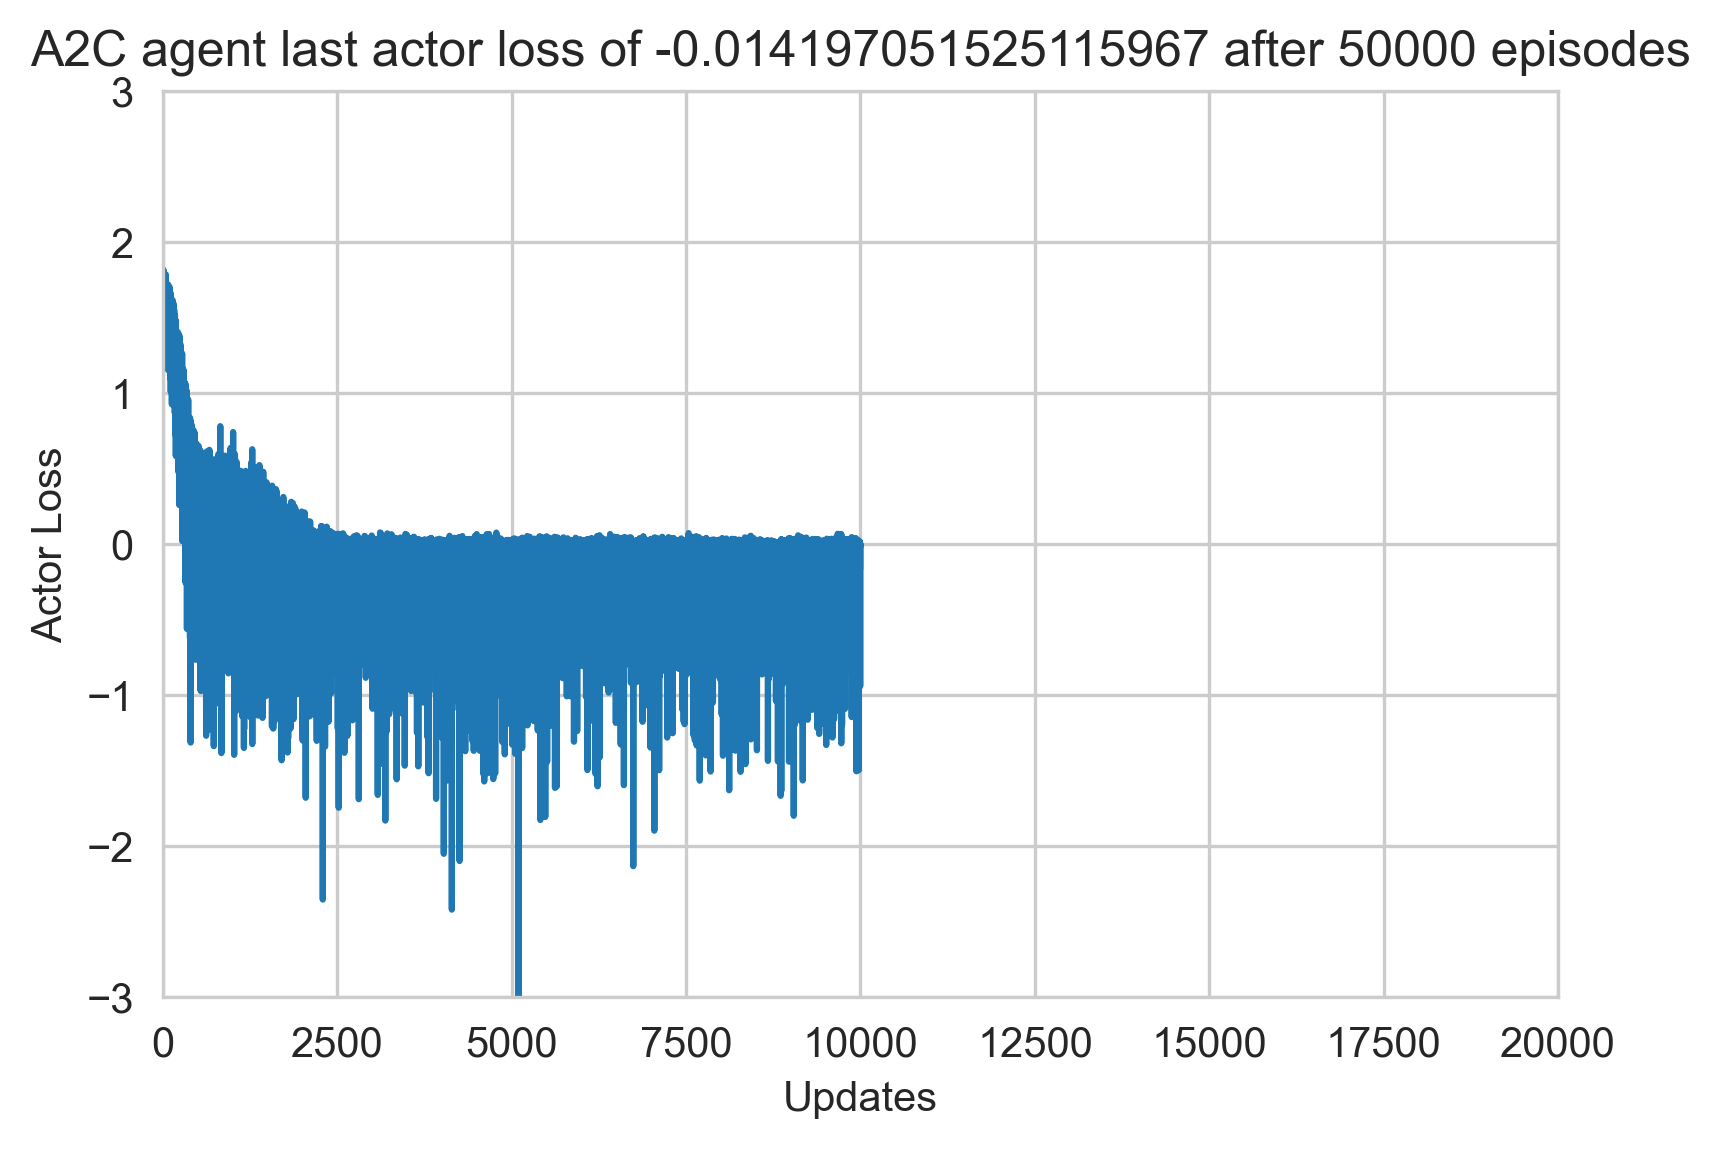 A2C agent last actor loss of -0.014197051525115967 after 50000 episodes
3
2
1
0
−1
−2
−3
Actor Loss
0 2500 5000 7500 10000 12500 15000 17500 20000
Updates